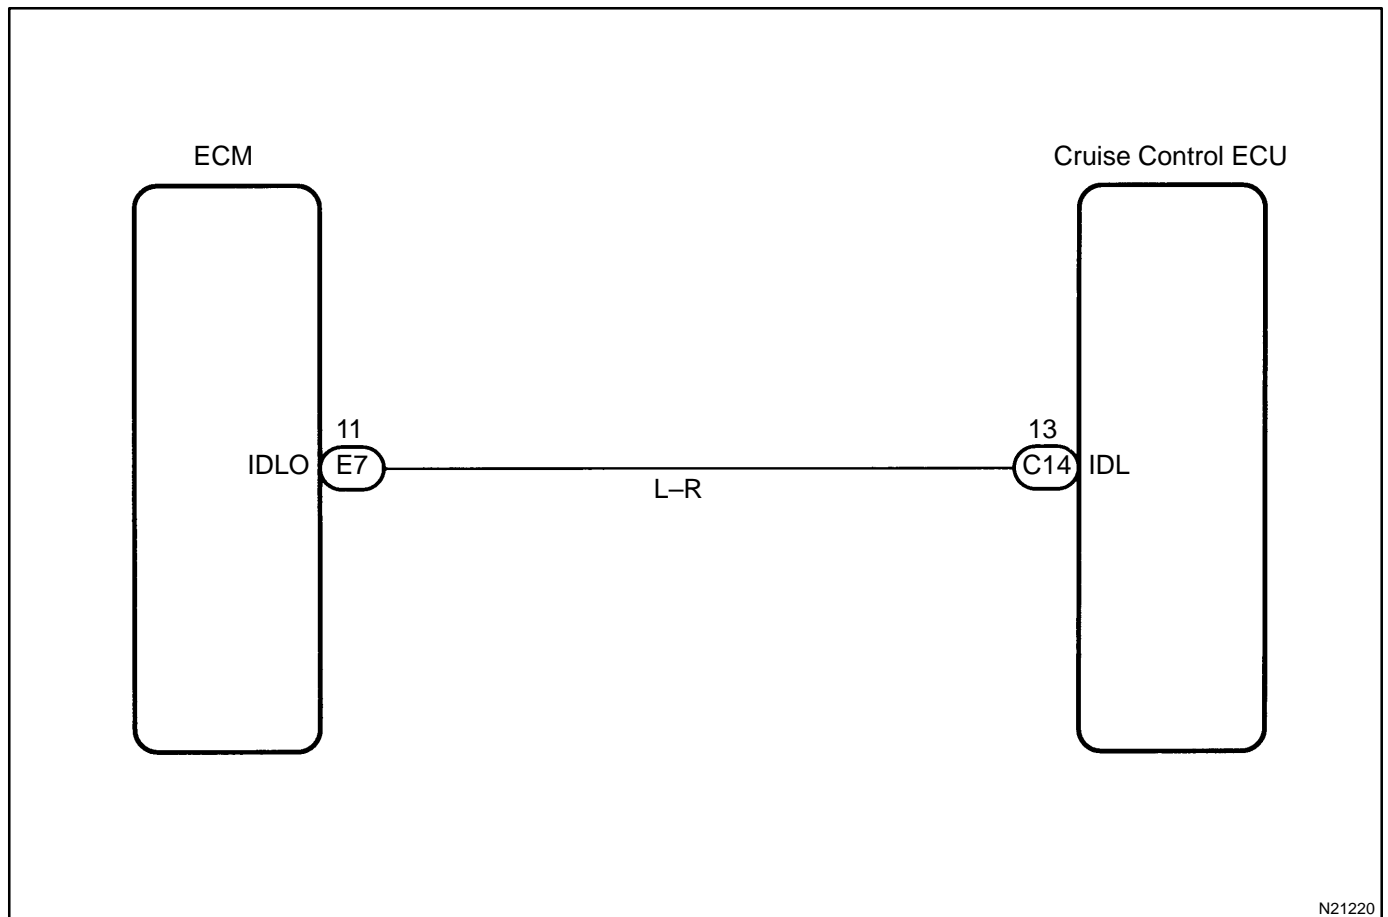 ECM
Cruise Control ECU
11
13
IDLO
E7
C14
IDL
L–R
N21220